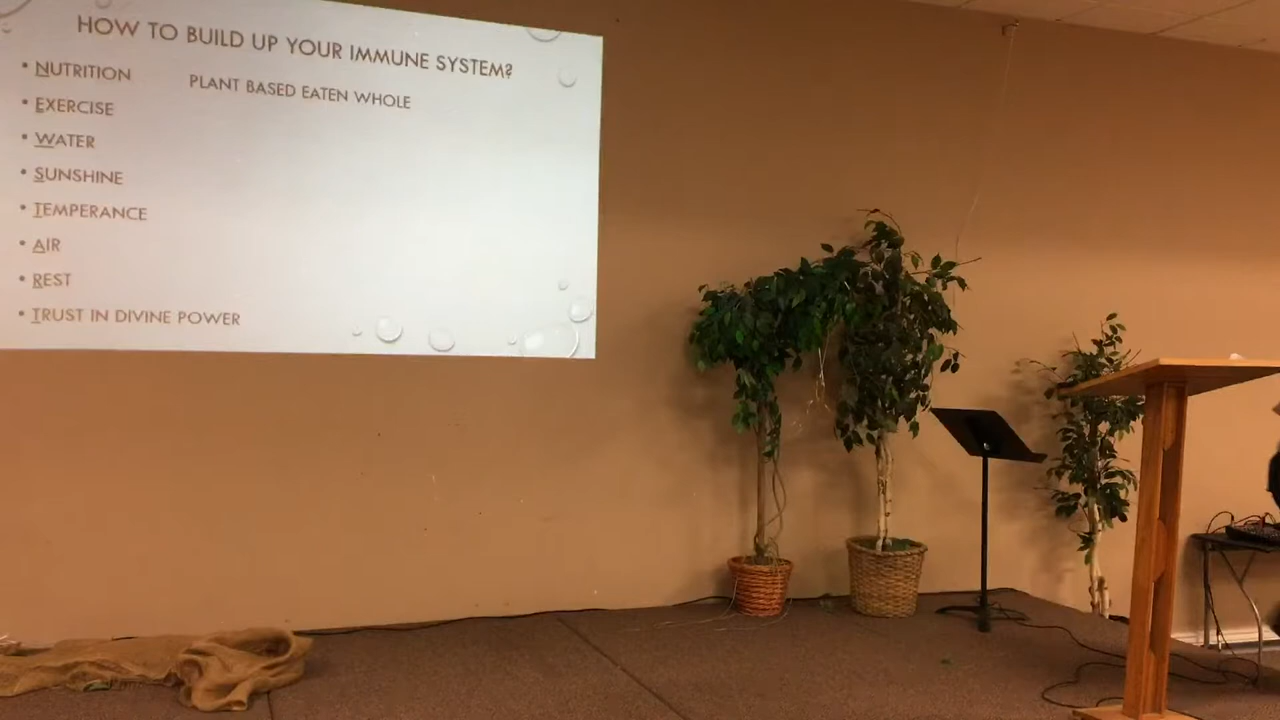 HOW TO BUILD UP YOUR IMMUNE SYSTEM?
• NUTRITION PLANT BASED EATEN WHOLE
• EXERCISE
• WATER
• SUNSHINE
• TEMPERANCE
• AIR
• REST
• TRUST IN DIVINE POWER